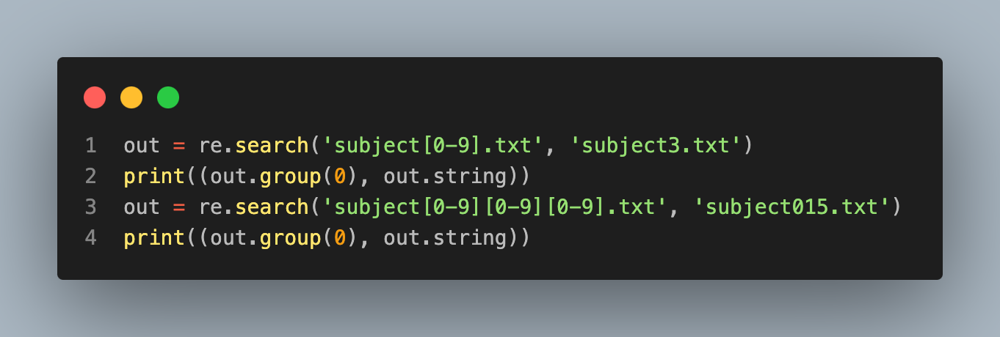 1 out = re.search('subject[0-9].txt', 'subject3.txt')
2 print((out.group(0), out.string))
3 out = re.search('subject[0-9][0-9][0-9].txt', 'subject015.txt')
4 print((out.group(0), out.string))